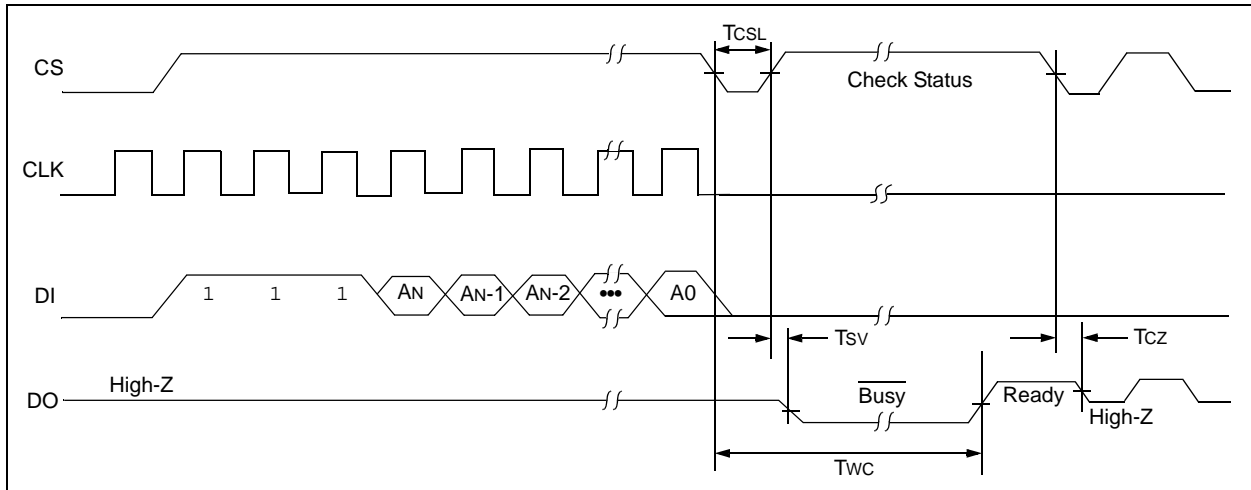 TCSL
CS
Check Status
CLK
DI
1 1 1 AN AN-1 AN-2 ••• A0
TSV
TCZ
High-Z
DO
Busy
Ready
High-Z
TWC